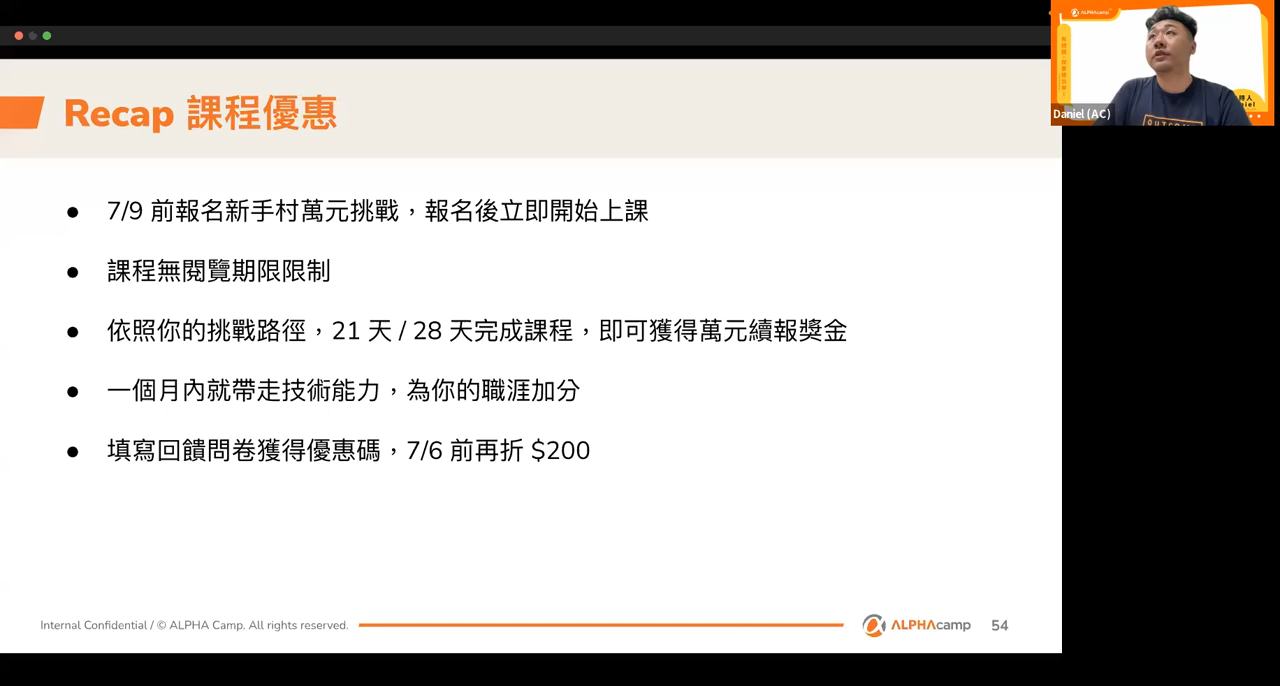 Recap 課程優惠
● 7/9 前報名新手村萬元挑戰，報名後立即開始上課
● 課程無閱覽期限限制
● 依照你的挑戰路徑，21 天 / 28 天完成課程，即可獲得萬元續報獎金
● 一個月內就帶走技術能力，為你的職涯加分
● 填寫回饋問卷獲得優惠碼，7/6 前再折 $200
Internal Confidential / © ALPHA Camp. All rights reserved.
ALPHAcamp
54
ALPHAcamp
Daniel (AC)